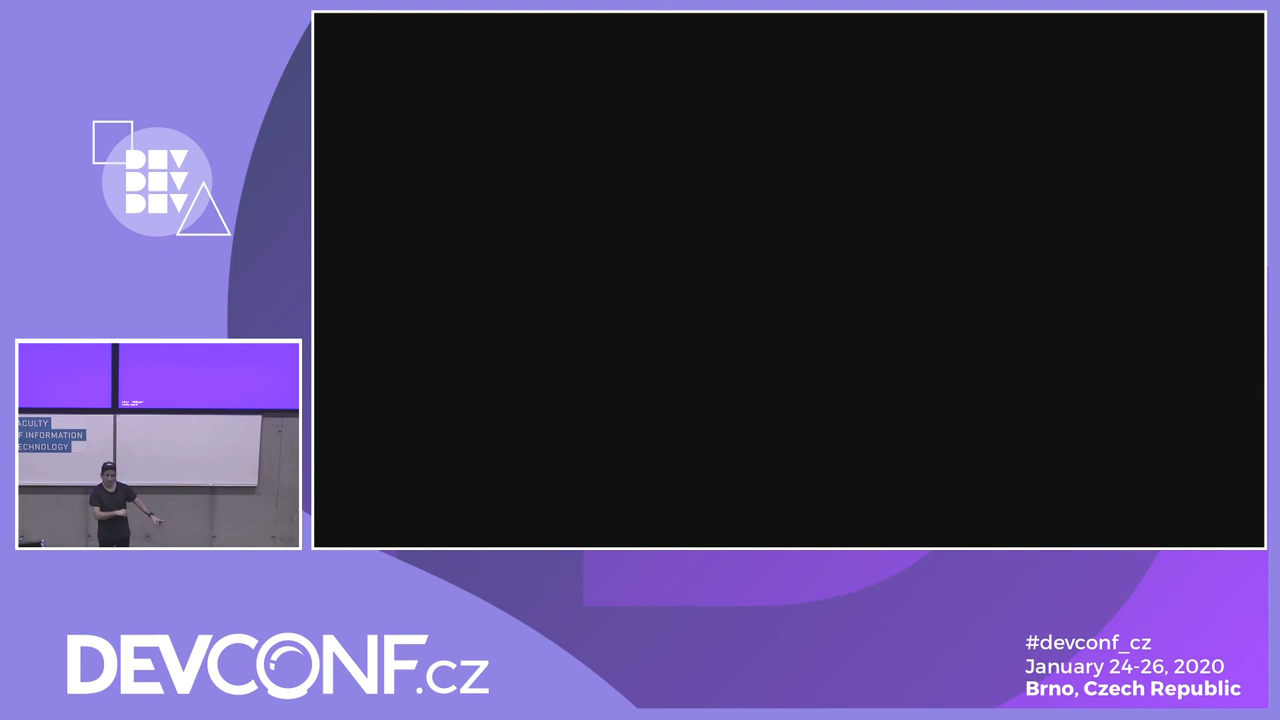 DEV
DEV
DEV
ACULTY
F INFORMATION
ECHNOLOGY
DEVCONF.cz
#devconf_cz
January 24-26, 2020
Brno, Czech Republic